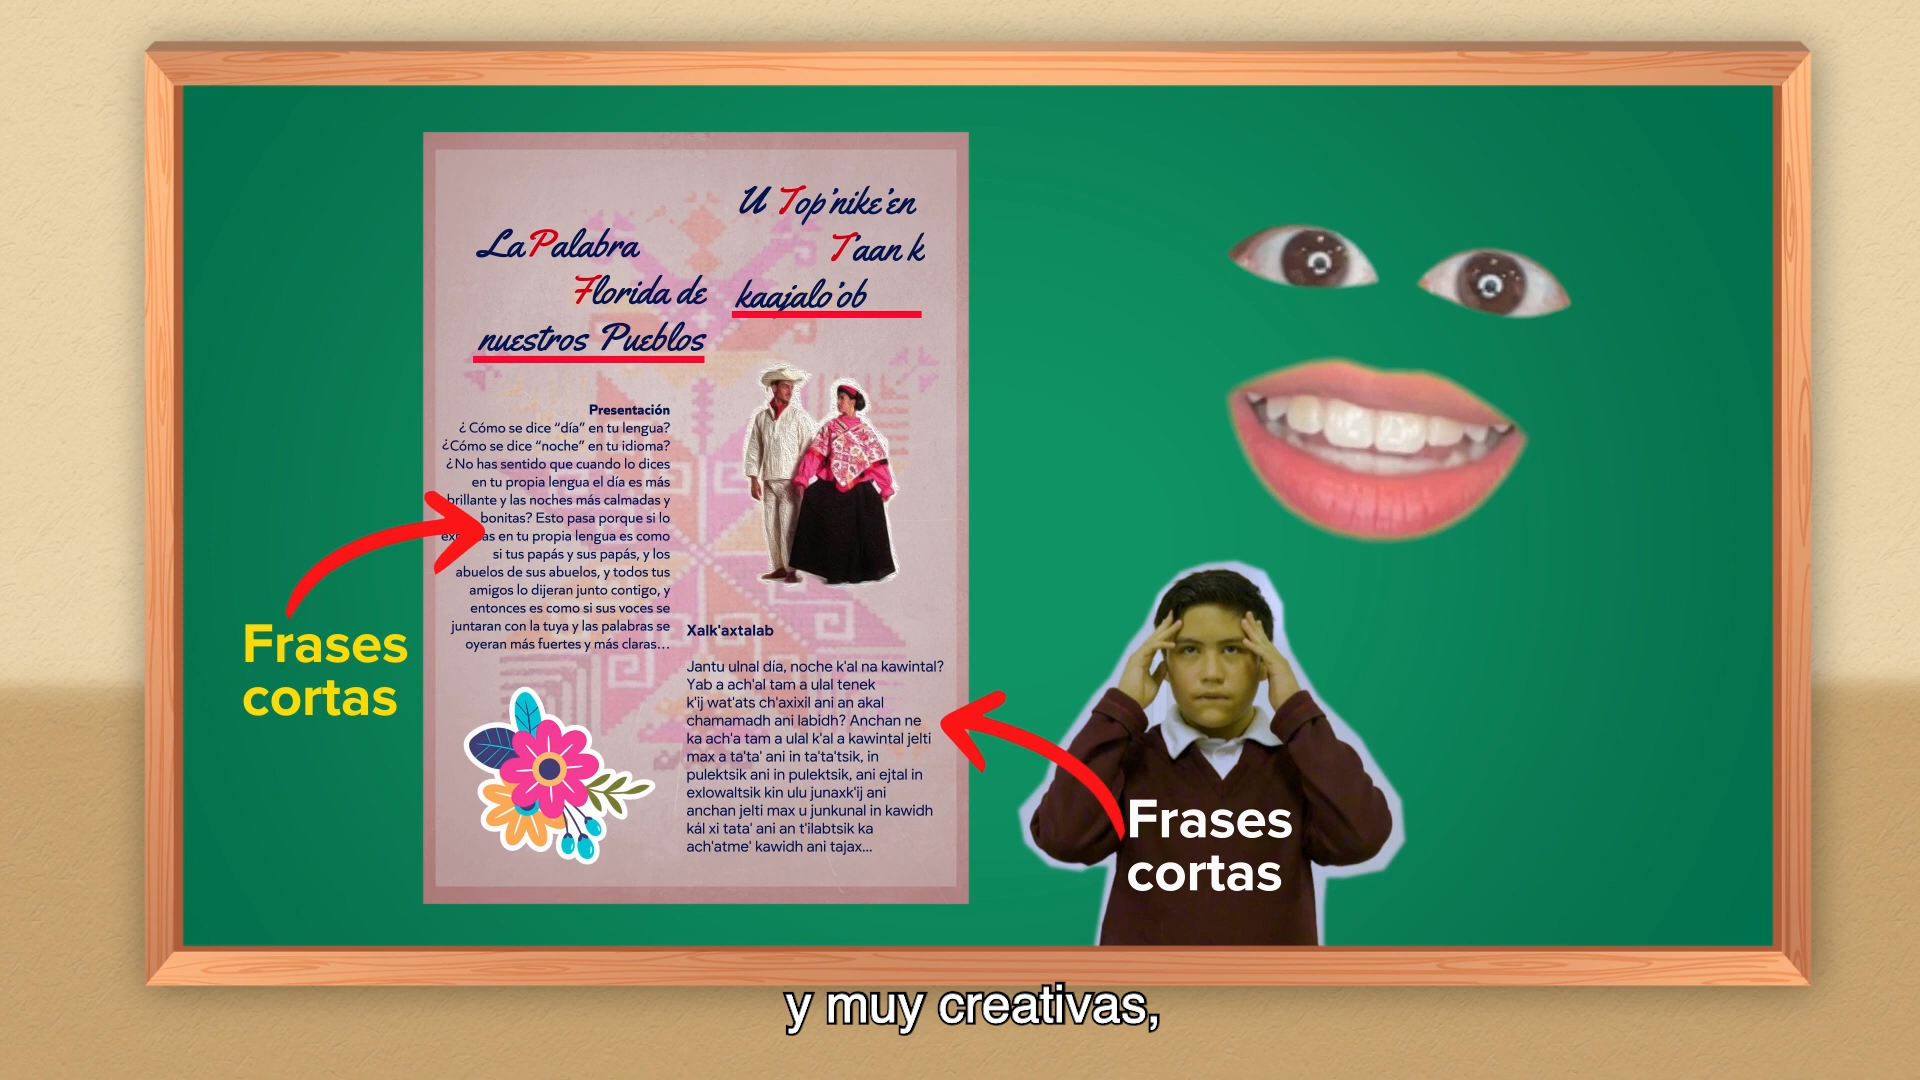 La Palabra
Florida de
nuestros Pueblos
U Top'nike'en
T'aan k
kaajalo'ob
Presentación
¿Cómo se dice "día" en tu lengua?
¿Cómo se dice "noche" en tu idioma?
¿No has sentido que cuando lo dices
en tu propia lengua el día es más
brillante y las noches más calmadas y
bonitas? Esto pasa porque si lo
en tu propia lengua es como
si tus papás y sus papás, y los
abuelos de sus abuelos, y todos tus
amigos lo dijeran junto contigo, y
entonces es como si sus voces se
juntaran con la tuya y las palabras se
oyeran más fuertes y más claras...
Xalk'axtalab
Jantu ulnal día, noche k'al na kawintal?
Yab a ach'al tam a ulal tenek
k'ij wat'ats ch'axixil ani an akal
chamamadh ani labidh? Anchan ne
ka ach'a tam a ulal k'al a kawintal jelti
max a ta'ta' ani in ta'ta'tsik, in
pulektsik ani in pulektsik, ani ejtal in
exlowaltsik kin ulu junaxk'ij ani
anchan jelti max u junkunal in kawidh
kál xi tata' ani an t'ilabtsik ka
ach'atme' kawidh ani tajax...
Frases
cortas
Frases
cortas
y muy creativas,